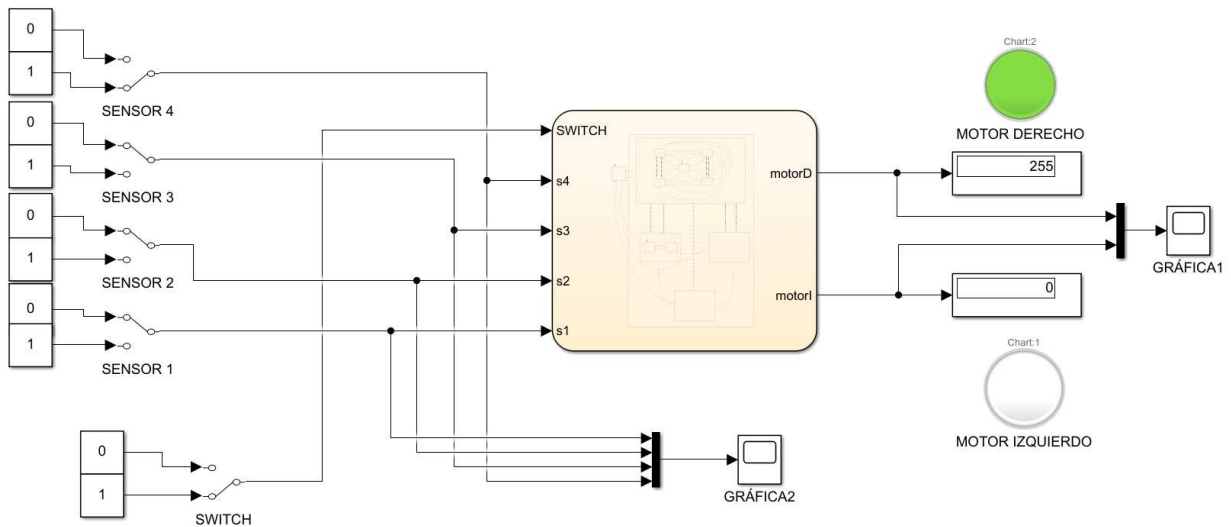 0
1
SENSOR 4
0
1
SENSOR 3
0
1
SENSOR 2
0
1
SENSOR 1
0
1
SWITCH
SWITCH
s4
s3
s2
s1
motorD
motorI
Chart:2
MOTOR DERECHO
255
GRÁFICA1
0
Chart:1
MOTOR IZQUIERDO
GRÁFICA2